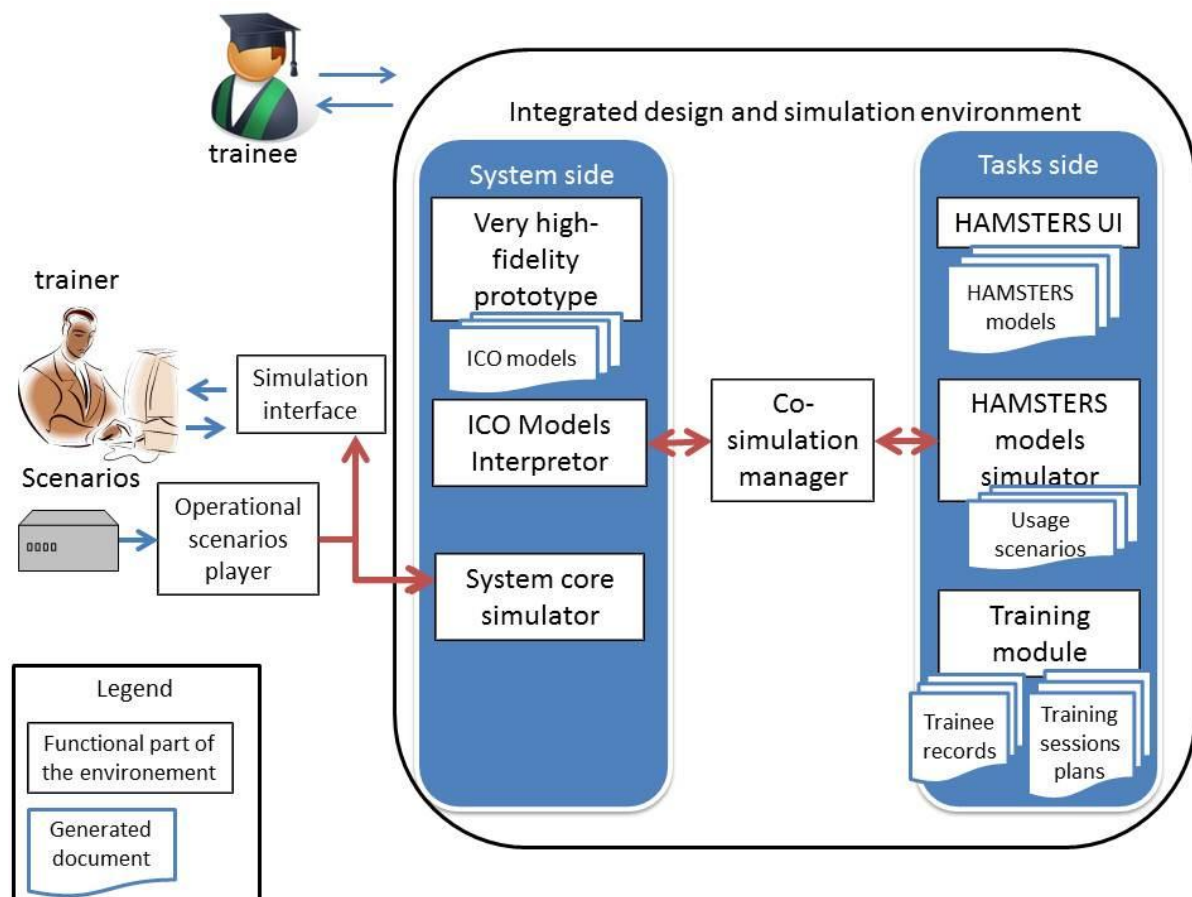 trainee
Integrated design and simulation environment
System side
Very high-
fidelity
prototype
ICO models
ICO Models
Interpretor
System core
simulator
Co-
simulation
manager
Tasks side
HAMSTERS UI
HAMSTERS
models
HAMSTERS
models
simulator
Usage
scenarios
Training
module
Trainee
records
Training
sessions
plans
trainer
Simulation
interface
Scenarios
Operational
scenarios
player
Legend
Functional part of
the environement
Generated
document